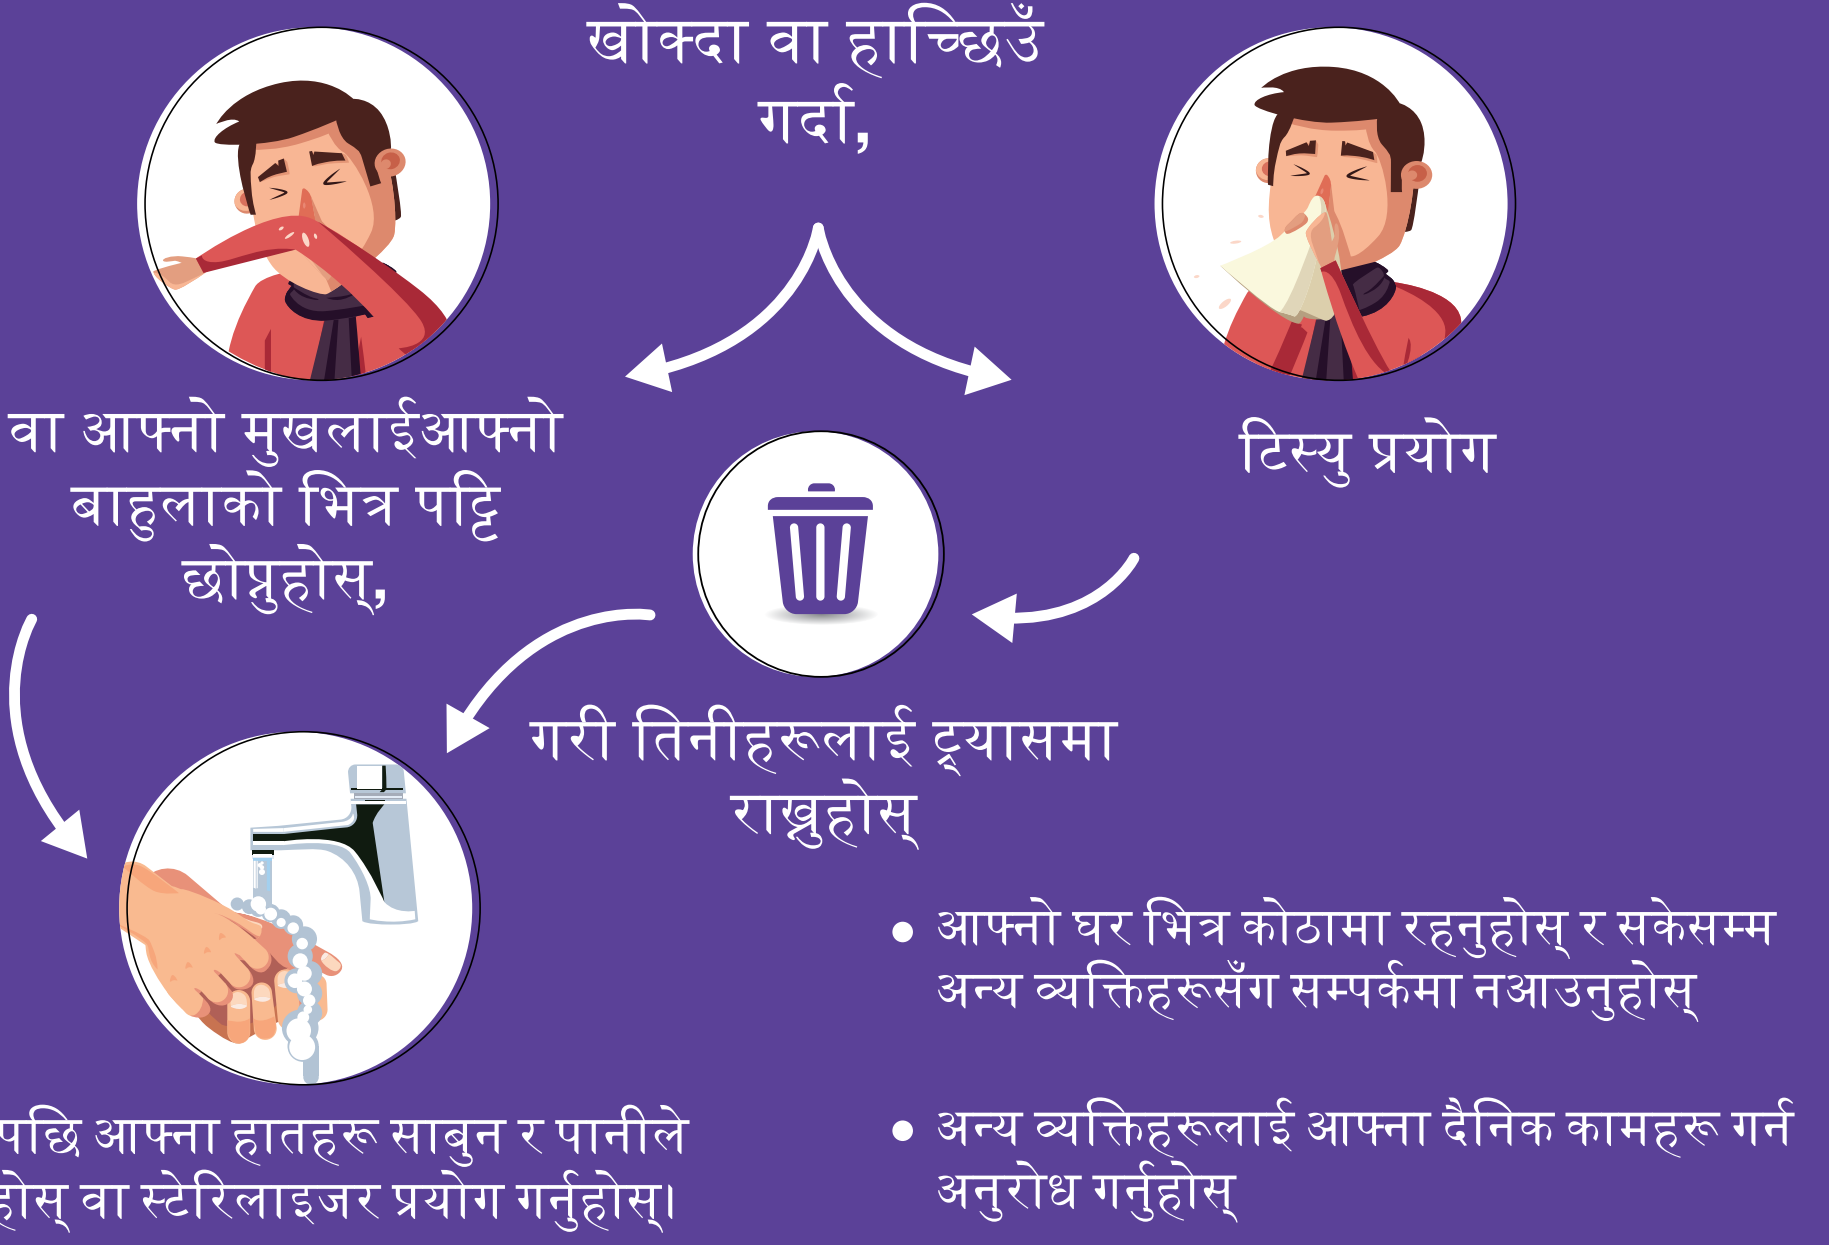 खोक्दा वा हाच्छिउँ
गर्दा,
वा आफ्नो मुखलाईआफ्नो
बाहुलाको भित्र पट्टि
छोप्नुहोस्,
टिस्यु प्रयोग
गरी तिनीहरूलाई ट्र्यासमा
राख्नुहोस्
पछि आफ्ना हातहरू साबुन र पानीले
होस् वा स्टेरिलाइजर प्रयोग गर्नुहोस्।
• आफ्नो घर भित्र कोठामा रहनुहोस् र सकेसम्म
अन्य व्यक्तिहरूसँग सम्पर्कमा नआउनुहोस्
• अन्य व्यक्तिहरूलाई आफ्ना दैनिक कामहरू गर्न
अनुरोध गर्नुहोस्